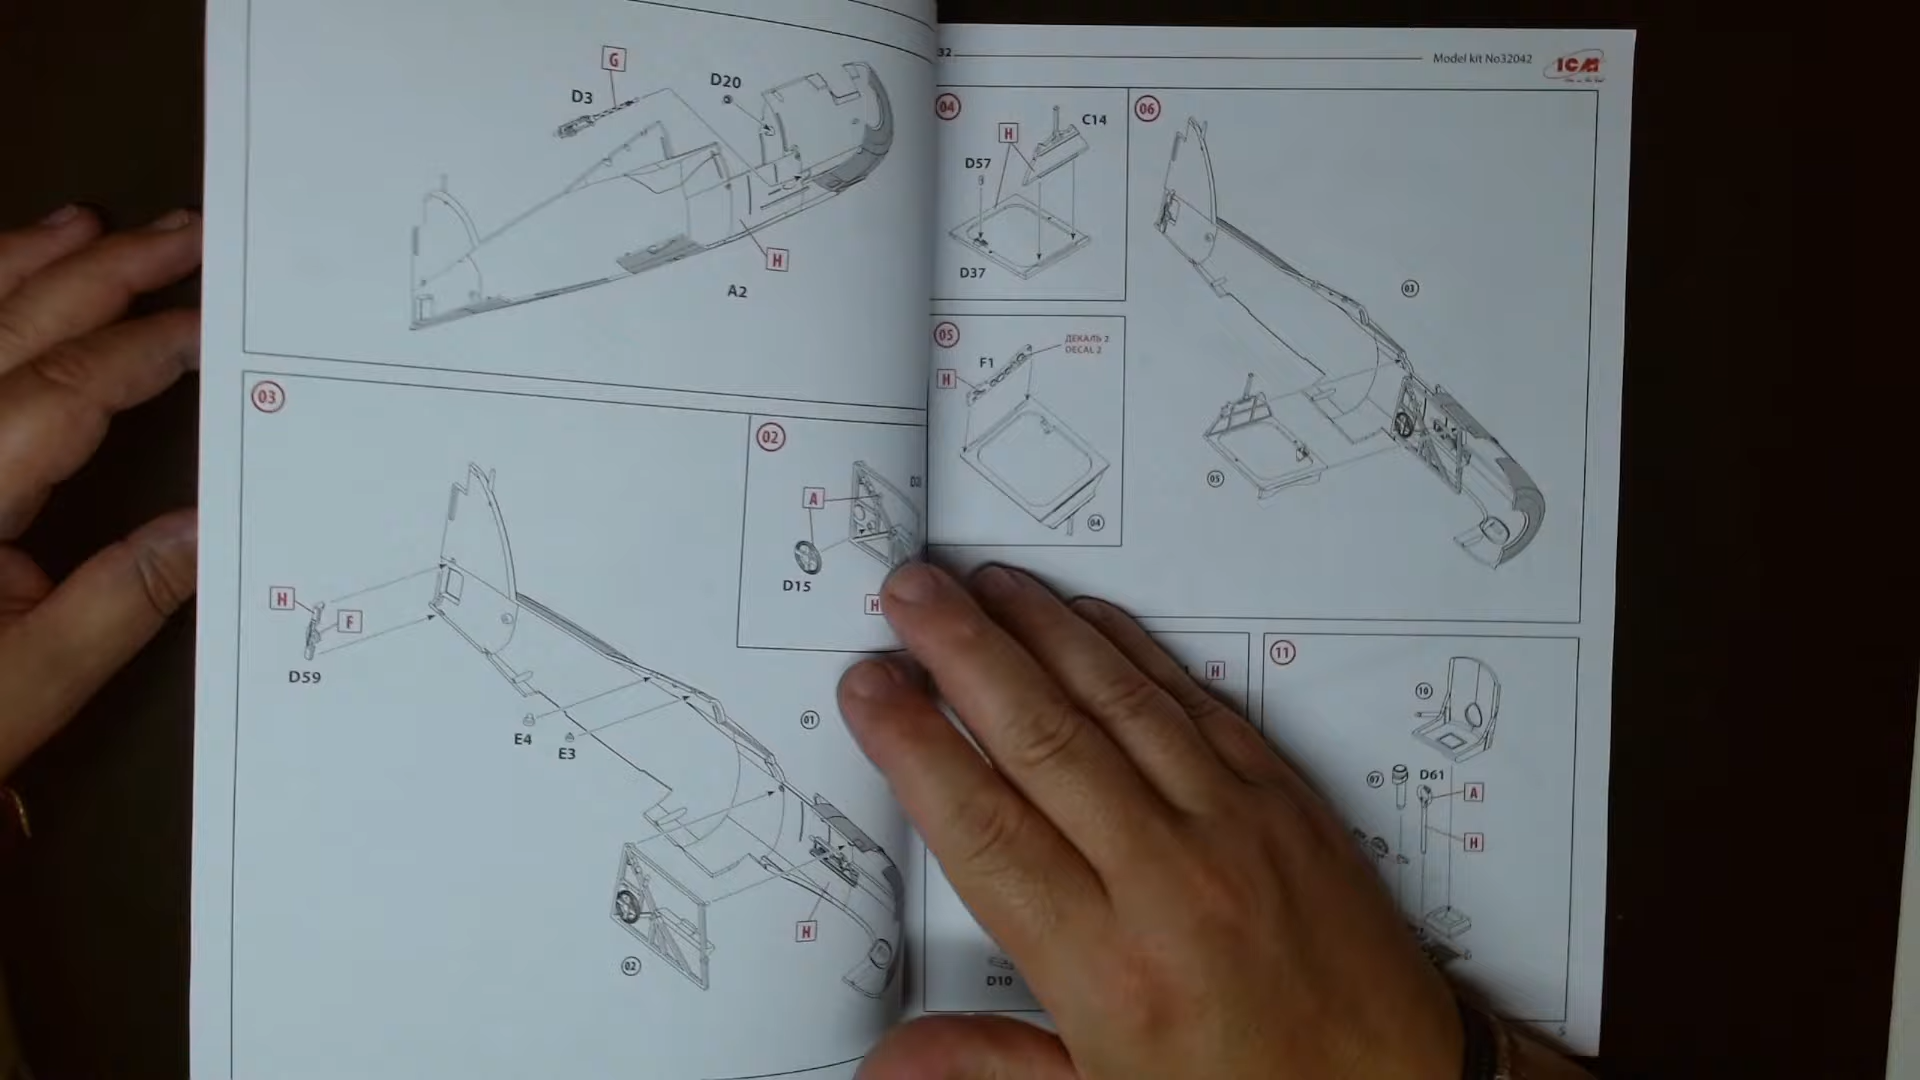 G
D3
D20
H
A2
03
02
A
D15
H
H
F
D59
E4
E3
01
H
02
32
Model kit No32042
ICM
04
H
C14
D57
D37
05
F1
ДЕКАЛЬ 2
DECAL 2
H
04
06
03
05
H
11
10
07
D61
A
H
D10
5